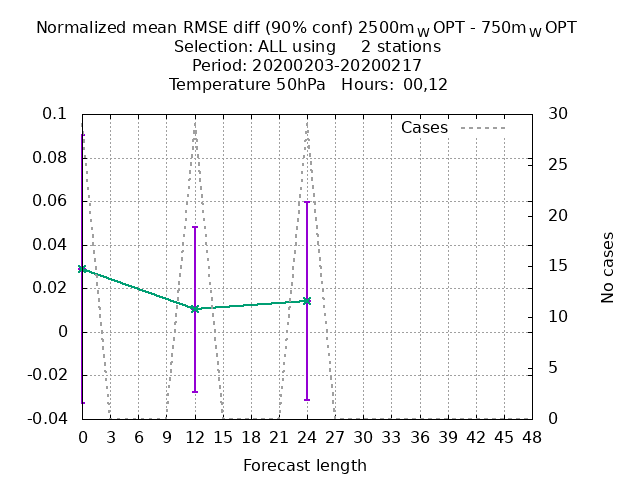 Normalized mean RMSE diff (90% conf) 2500m_W OPT - 750m_W OPT
Selection: ALL using 2 stations
Period: 20200203-20200217
Temperature 50hPa Hours: 00,12
0.1
0.08
0.06
0.04
0.02
0
-0.02
-0.04
Cases
30
25
20
15
10
5
0
No cases
0 3 6 9 12 15 18 21 24 27 30 33 36 39 42 45 48
Forecast length